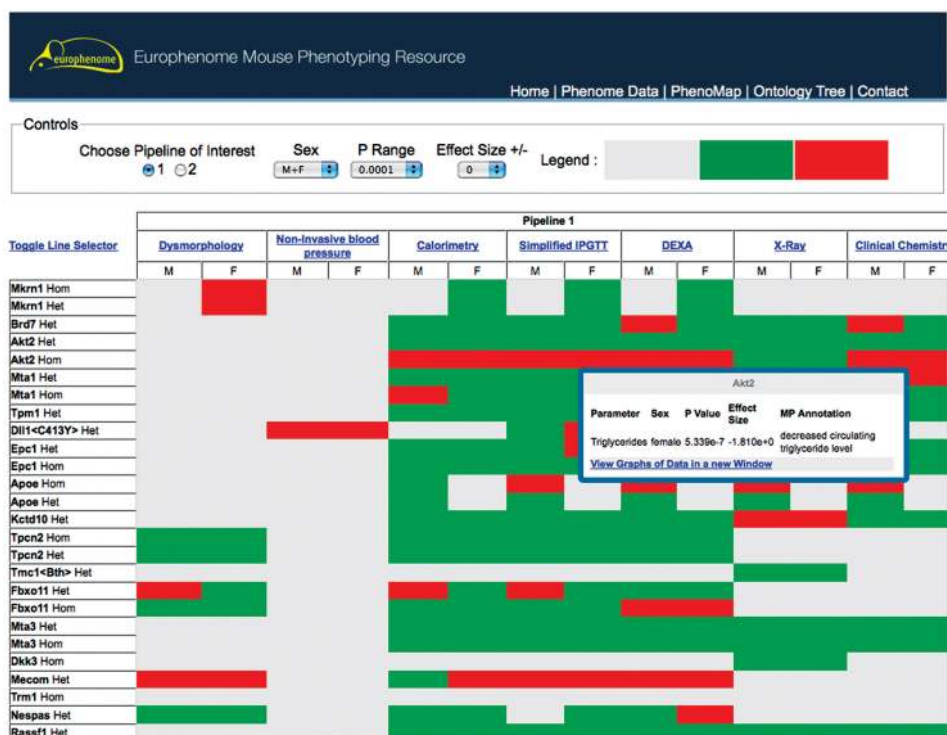 europhenome Europhenome Mouse Phenotyping Resource
Home | Phenome Data | PhenoMap | Ontology Tree | Contact
Controls
Choose Pipeline of Interest Sex P Range Effect Size +/- Legend :
1 2 M+F 0.0001 0
Pipeline 1
Toggle Line Selector Dysmorphology Non-invasive blood pressure Calorimetry Simplified IPGTT DEXA X-Ray Clinical Chemistr
M F M F M F M F M F M F M F
Mkrn1 Hom
Mkrn1 Het
Brd7 Het
Akt2 Het
Akt2 Hom
Mta1 Het
Mta1 Hom
Tpm1 Het
Dll1<C413Y> Het
Epc1 Het
Epc1 Hom
Apoe Hom
Apoe Het
Kctd10 Het
Tpcn2 Hom
Tpcn2 Het
Tmc1<Bth> Het
Fbxo11 Het
Fbxo11 Hom
Mta3 Het
Mta3 Hom
Dkk3 Hom
Mecom Het
Trm1 Hom
Nespas Het
Rassf1 Het
Akt2
Parameter Sex P Value Effect Size MP Annotation
Triglycerides female 5.339e-7 -1.810e+0 decreased circulating triglyceride level
View Graphs of Data in a new Window